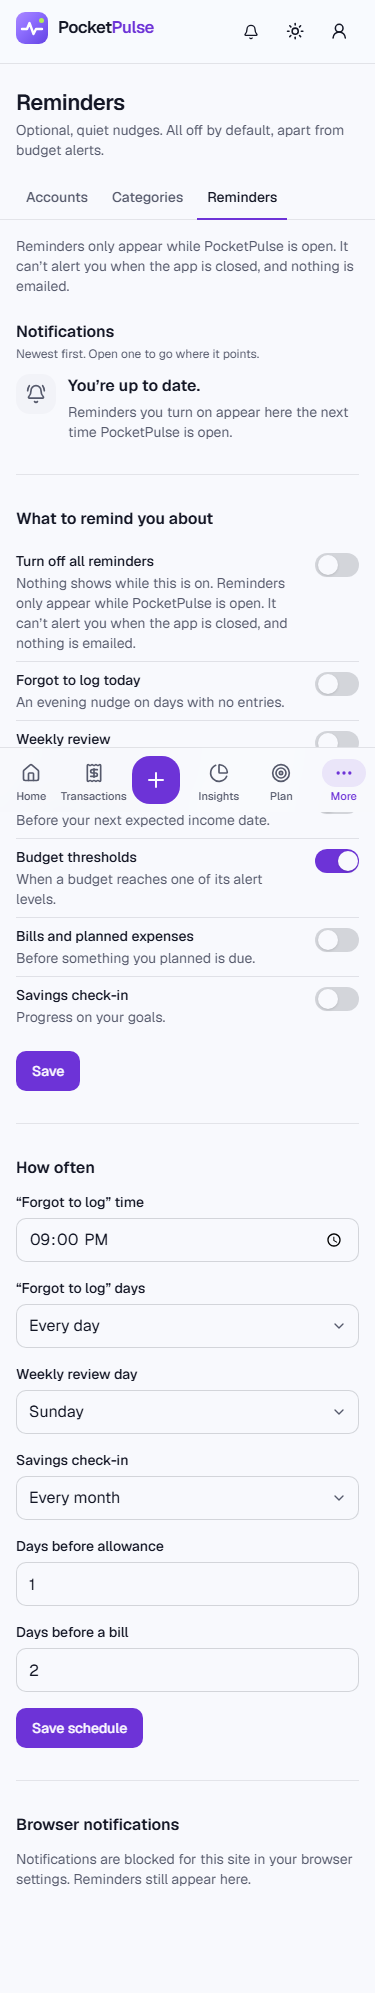 PocketPulse
Reminders
Optional, quiet nudges. All off by default, apart from
budget alerts.
Accounts
Categories
Reminders
Reminders only appear while PocketPulse is open. It
can’t alert you when the app is closed, and nothing is
emailed.
Notifications
Newest first. Open one to go where it points.
You’re up to date.
Reminders you turn on appear here the next
time PocketPulse is open.
What to remind you about
Turn off all reminders
Nothing shows while this is on. Reminders
only appear while PocketPulse is open. It
can’t alert you when the app is closed, and
nothing is emailed.
Forgot to log today
An evening nudge on days with no entries.
Weekly review
Home
Transactions
Insights
Plan
More
Before your next expected income date.
Budget thresholds
When a budget reaches one of its alert
levels.
Bills and planned expenses
Before something you planned is due.
Savings check-in
Progress on your goals.
Save
How often
“Forgot to log” time
09:00 PM
“Forgot to log” days
Every day
Weekly review day
Sunday
Savings check-in
Every month
Days before allowance
1
Days before a bill
2
Save schedule
Browser notifications
Notifications are blocked for this site in your browser
settings. Reminders still appear here.